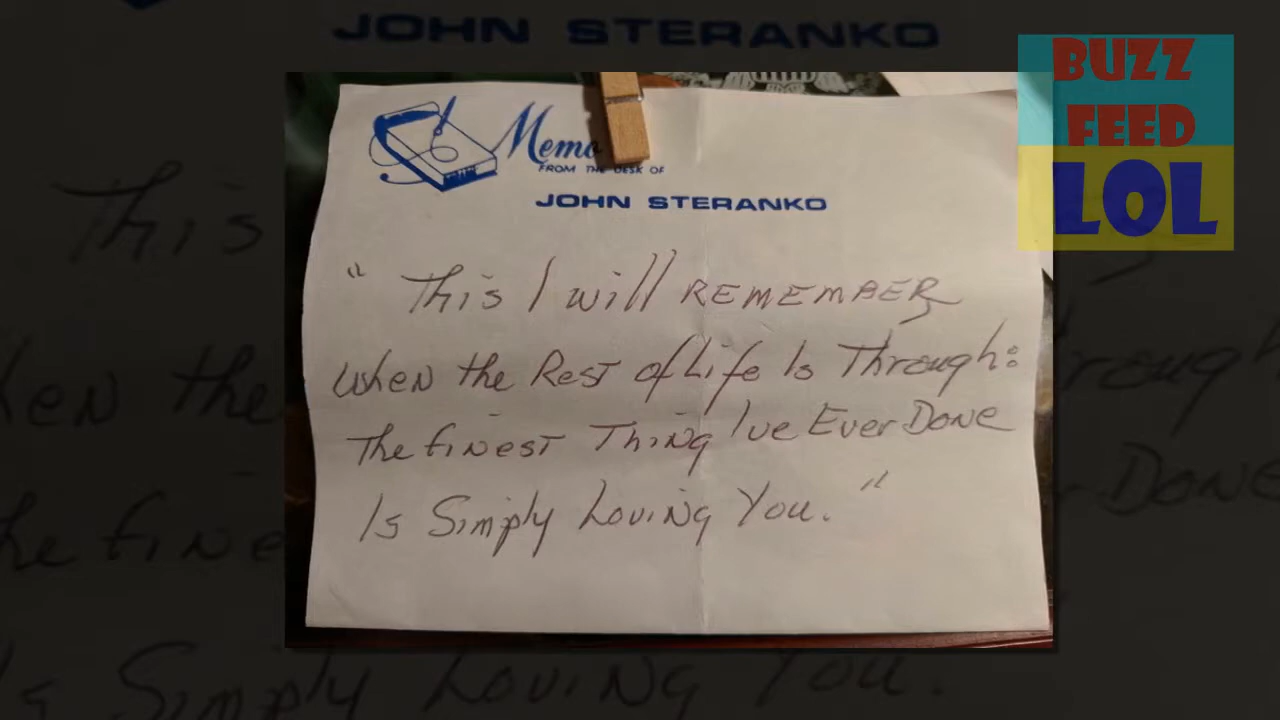 JOHN STERANKO
BUZZ
FEED
LOL
Memo
FROM THE DESK OF
JOHN STERANKO
“ This I will REMEMBER
When the Rest of Life Is Through:
The finest Thing I've Ever Done
Is Simply Loving You. ”